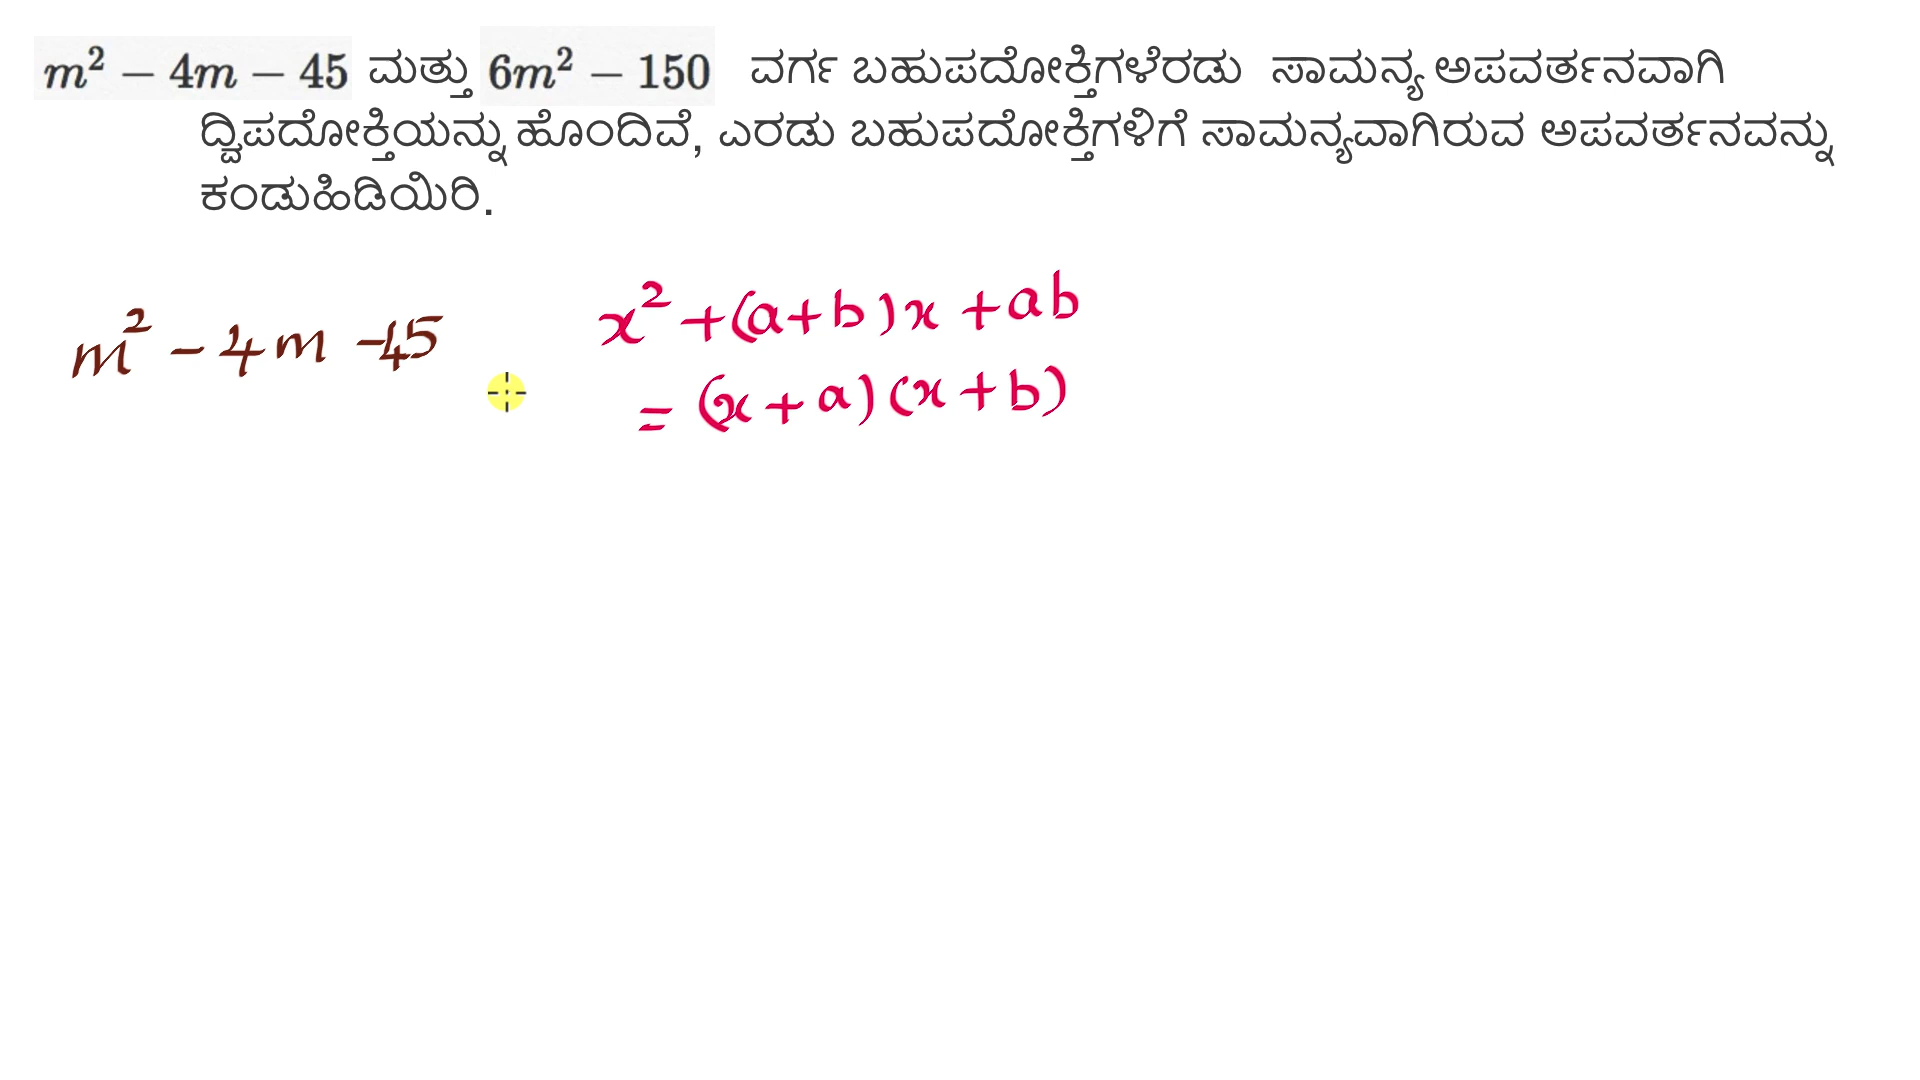 m² − 4m − 45 ಮತ್ತು 6m² − 150 ವರ್ಗ ಬಹುಪದೋಕ್ತಿಗಳೆರಡು ಸಾಮನ್ಯ ಅಪವರ್ತನವಾಗಿ
ದ್ವಿಪದೋಕ್ತಿಯನ್ನು ಹೊಂದಿವೆ, ಎರಡು ಬಹುಪದೋಕ್ತಿಗಳಿಗೆ ಸಾಮನ್ಯವಾಗಿರುವ ಅಪವರ್ತನವನ್ನು
ಕಂಡುಹಿಡಿಯಿರಿ.
m² − 4m − 45
x² + (a+b)x + ab
= (x + a) (x + b)